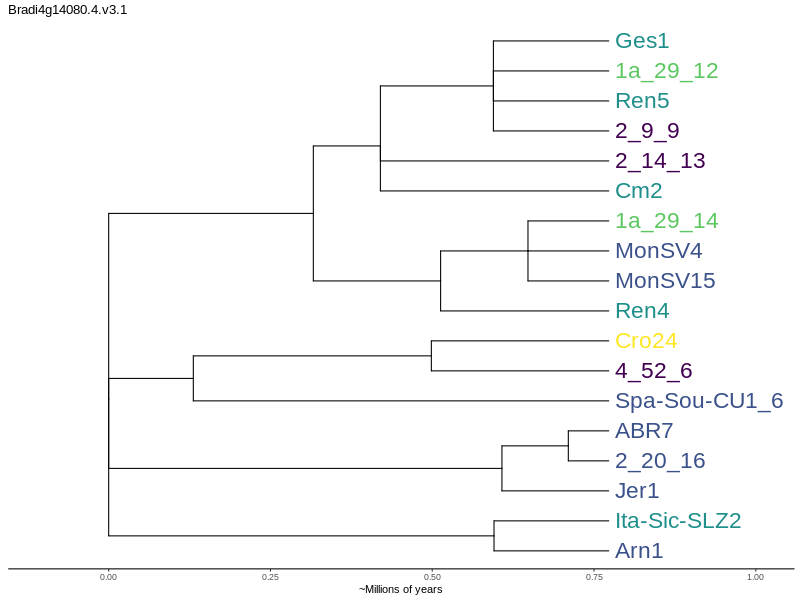 Bradi4g14080.4.v3.1
Ges1
1a_29_12
Ren5
2_9_9
2_14_13
Cm2
1a_29_14
MonSV4
MonSV15
Ren4
Cro24
4_52_6
Spa-Sou-CU1_6
ABR7
2_20_16
Jer1
Ita-Sic-SLZ2
Arn1
0.00 0.25 0.50 0.75 1.00
~Millions of years